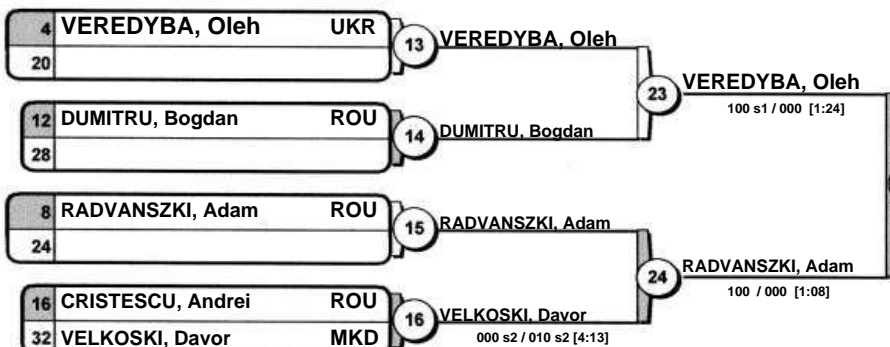 4 VEREDYBA, Oleh UKR
20
13
VEREDYBA, Oleh
12 DUMITRU, Bogdan ROU
28
14
DUMITRU, Bogdan
23
VEREDYBA, Oleh
100 s1 / 000 [1:24]
8 RADVANSZKI, Adam ROU
24
15
RADVANSZKI, Adam
16 CRISTESCU, Andrei ROU
32 VELKOSKI, Davor MKD
16
VELKOSKI, Davor
000 s2 / 010 s2 [4:13]
24
RADVANSZKI, Adam
100 / 000 [1:08]